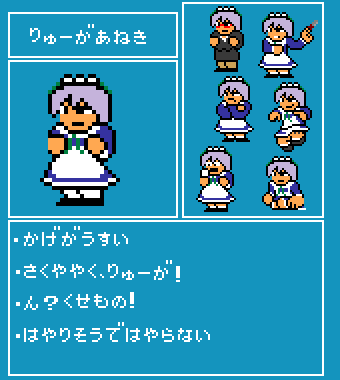 りゅーがあねき
・かげがうすい
・さくややく、りゅーが!
・ん?くせもの!
・はやりそうではやらない